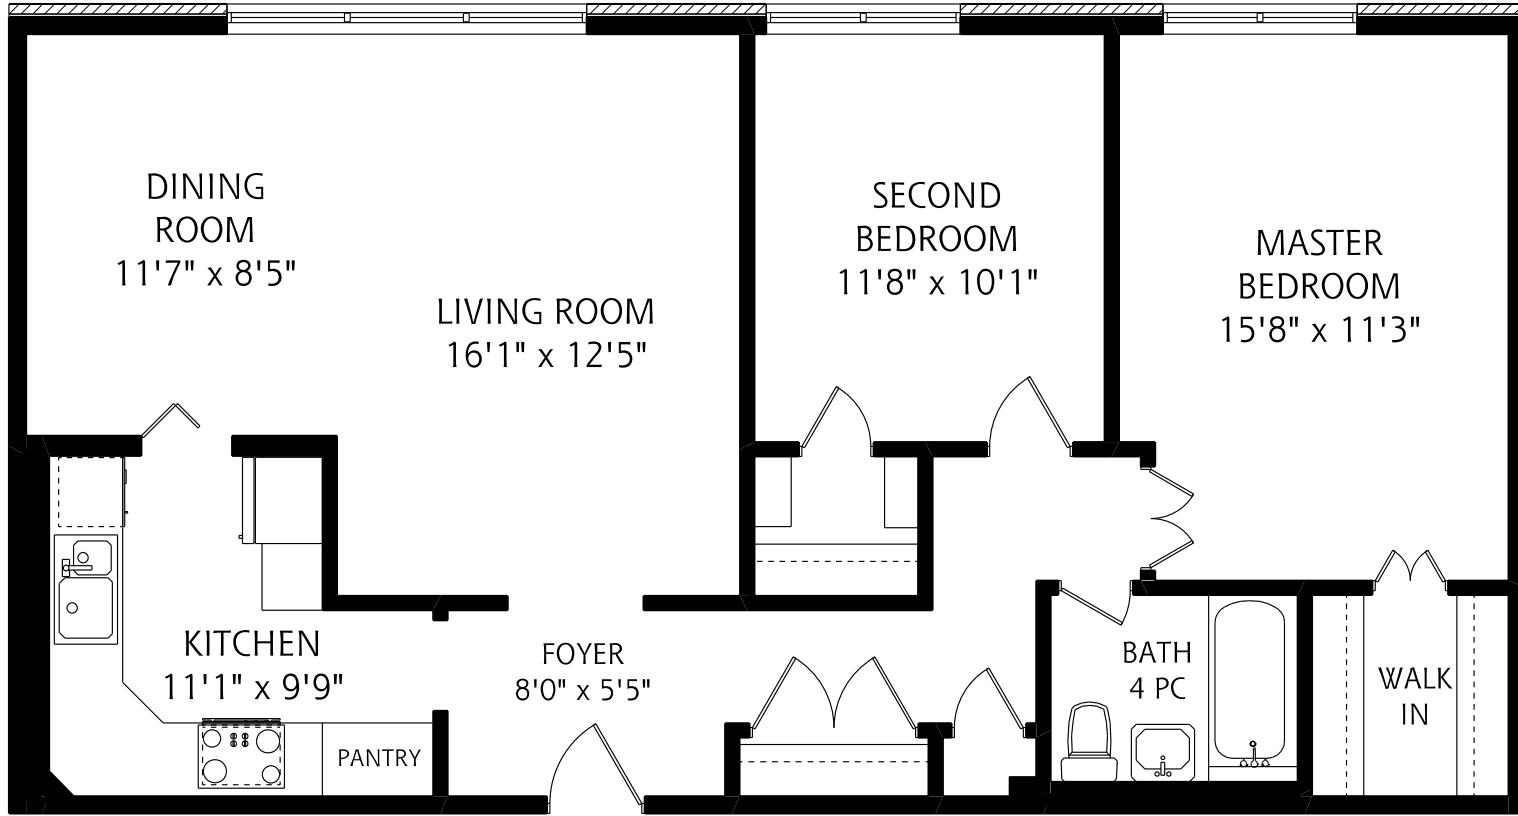 DINING
ROOM
11'7" x 8'5"
LIVING ROOM
16'1" x 12'5"
SECOND
BEDROOM
11'8" x 10'1"
MASTER
BEDROOM
15'8" x 11'3"
KITCHEN
11'1" x 9'9"
FOYER
8'0" x 5'5"
BATH
4 PC
WALK
IN
PANTRY